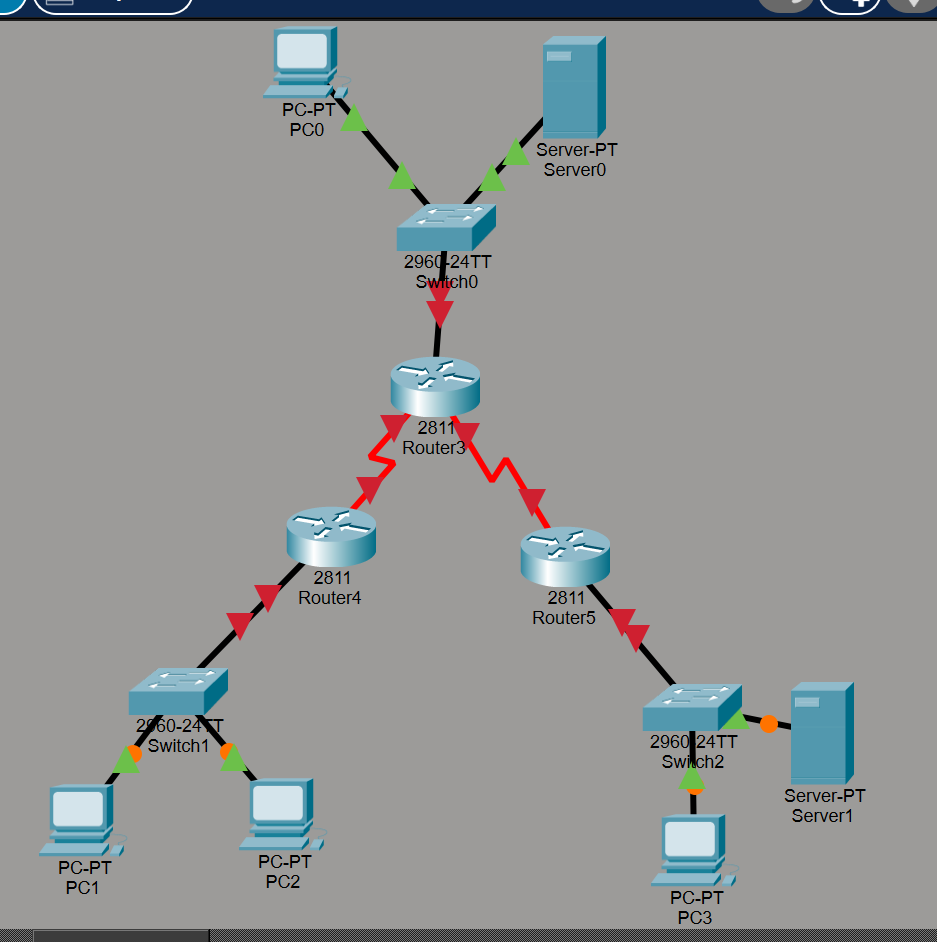 PC-PT
PC0
Server-PT
Server0
2960-24TT
Switch0
2811
Router3
2811
Router4
2811
Router5
2960-24TT
Switch1
2960-24TT
Switch2
Server-PT
Server1
PC-PT
PC1
PC-PT
PC2
PC-PT
PC3